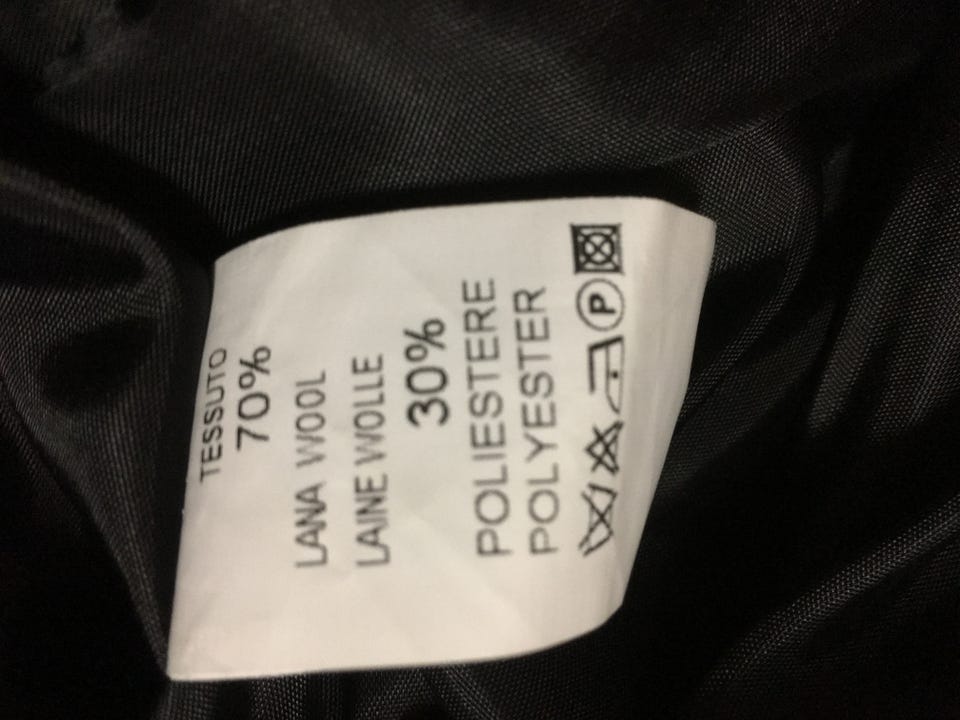 TESSUTO
70%
LANA WOOL
LAINE WOLLE
30%
POLIESTERE
POLYESTER
P